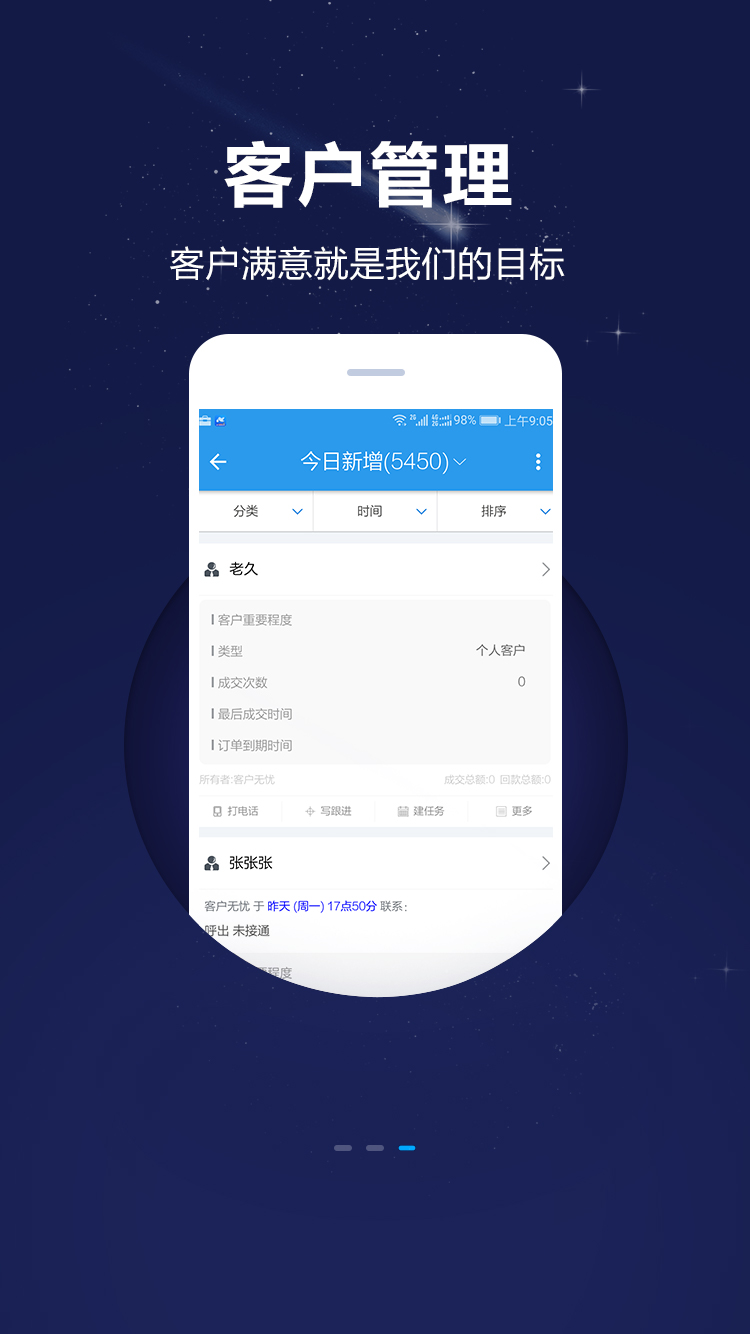 客户管理
客户满意就是我们的目标
2G 4G 2G 98% 上午9:05
今日新增(5450)
分类 时间 排序
老久
客户重要程度
类型 个人客户
成交次数 0
最后成交时间
订单到期时间
所有者:客户无忧 成交总额:0 回款总额:0
打电话 写跟进 建任务 更多
张张张
客户无忧 于 昨天 (周一) 17点50分 联系：
呼出 未接通
程度